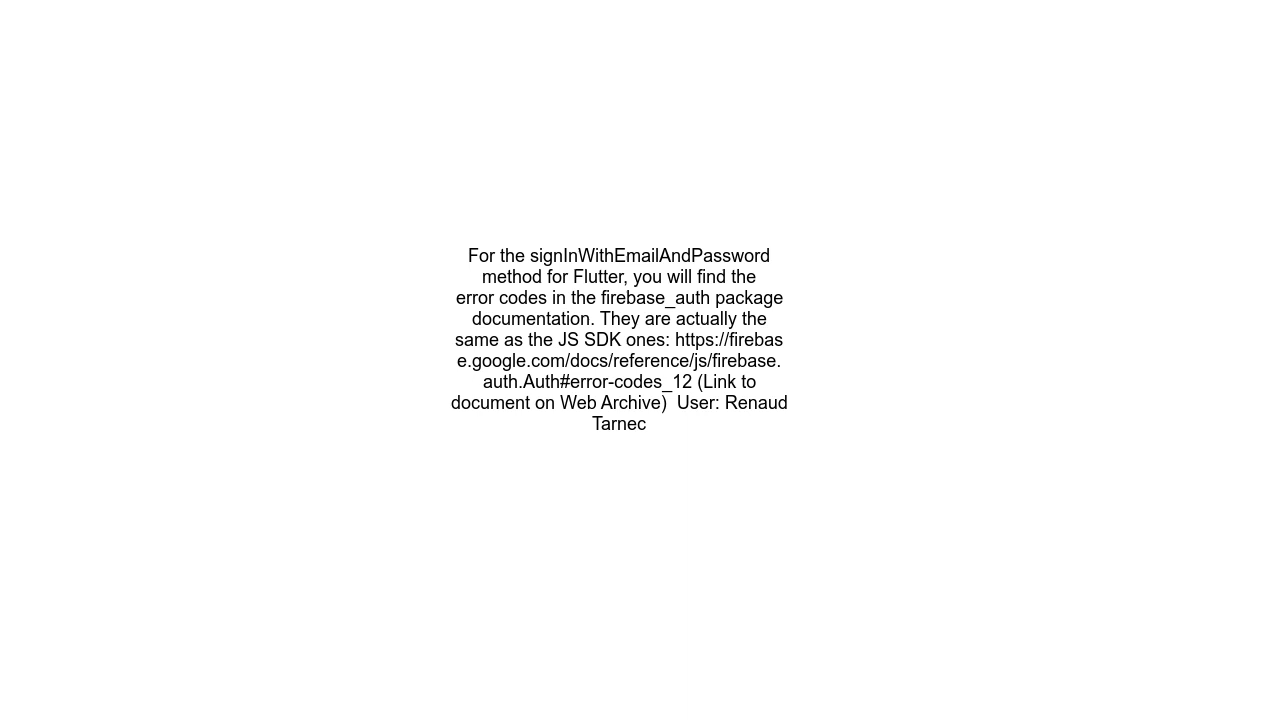 For the signInWithEmailAndPassword
method for Flutter, you will find the
error codes in the firebase_auth package
documentation. They are actually the
same as the JS SDK ones: https://firebas
e.google.com/docs/reference/js/firebase.
auth.Auth#error-codes_12 (Link to
document on Web Archive)  User: Renaud
Tarnec